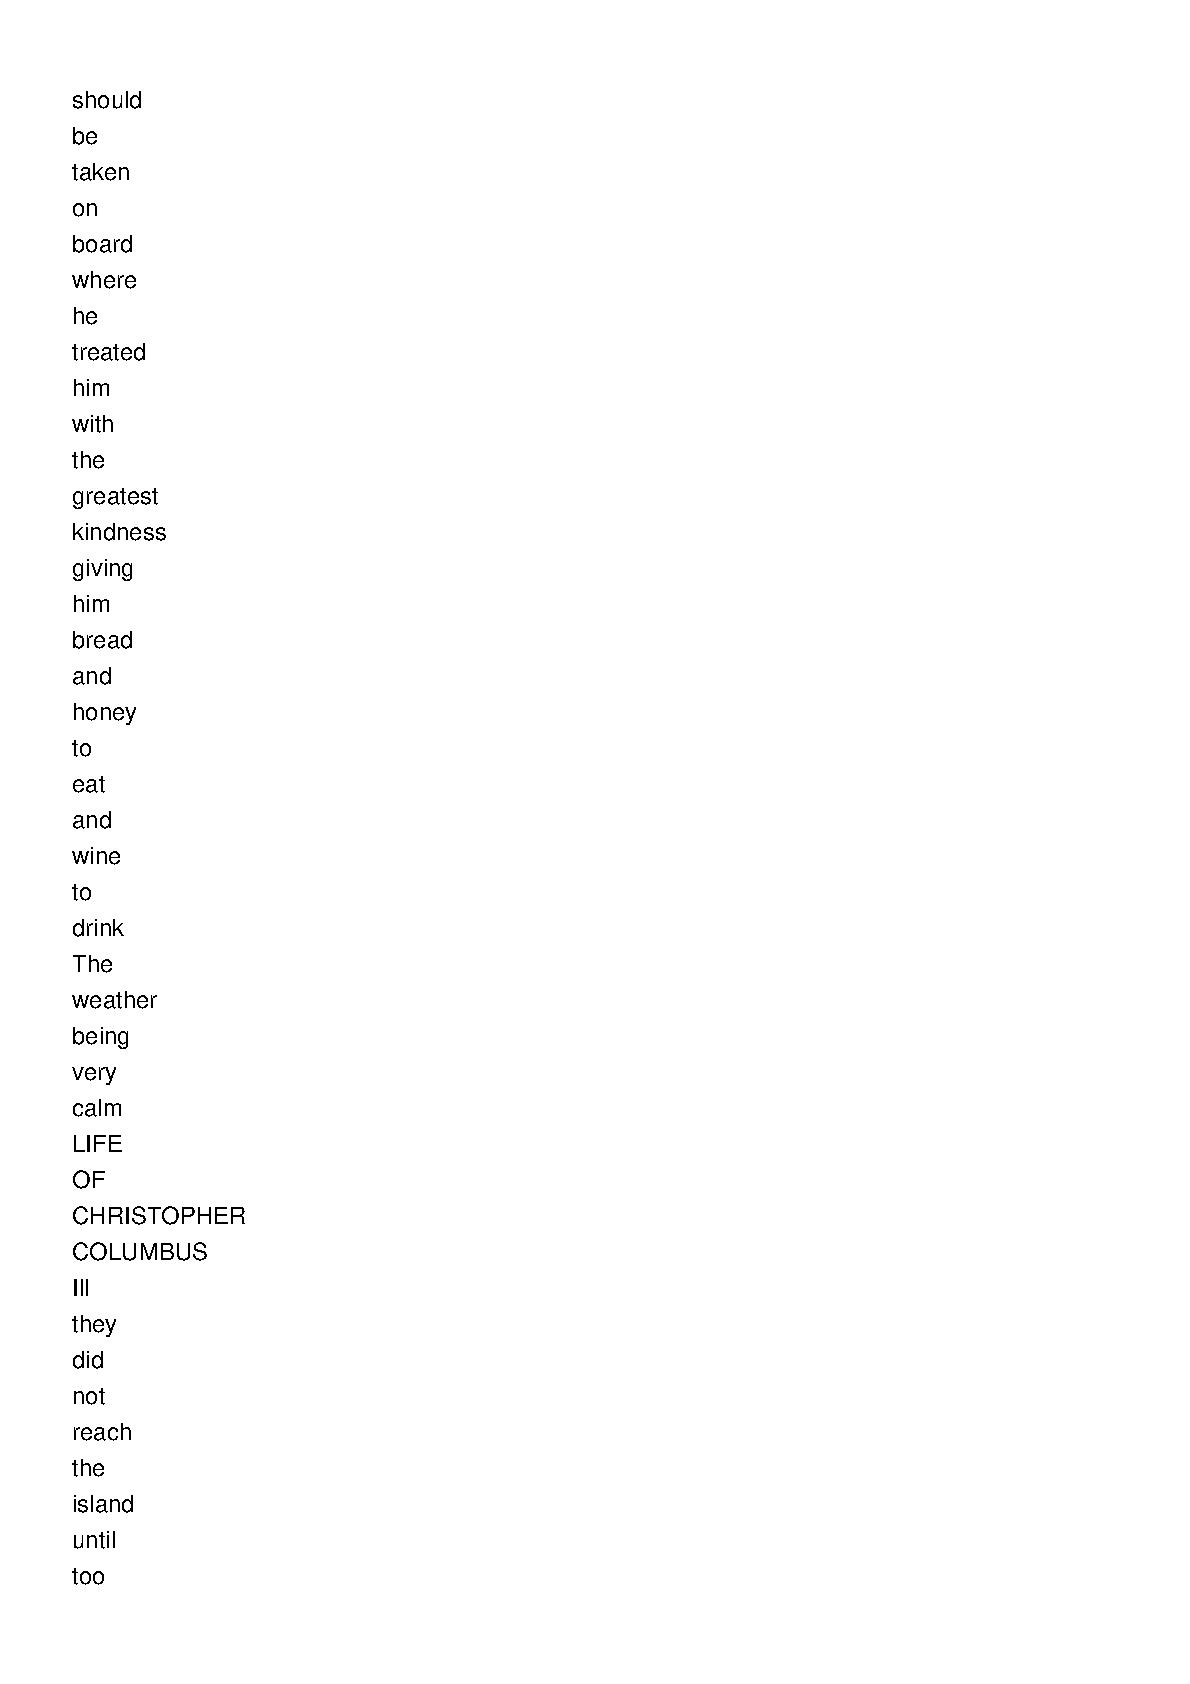 should
be
taken
on
board
where
he
treated
him
with
the
greatest
kindness
giving
him
bread
and
honey
to
eat
and
wine
to
drink
The
weather
being
very
calm
LIFE
OF
CHRISTOPHER
COLUMBUS
Ill
they
did
not
reach
the
island
until
too